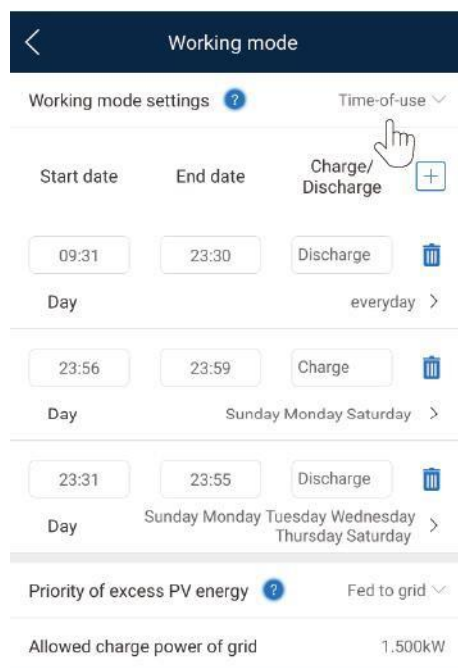 Working mode
Working mode settings ? Time-of-use
Start date End date Charge/
Discharge
09:31 23:30 Discharge
Day everyday
23:56 23:59 Charge
Day Sunday Monday Saturday
23:31 23:55 Discharge
Day Sunday Monday Tuesday Wednesday
Thursday Saturday
Priority of excess PV energy ? Fed to grid
Allowed charge power of grid 1.500kW